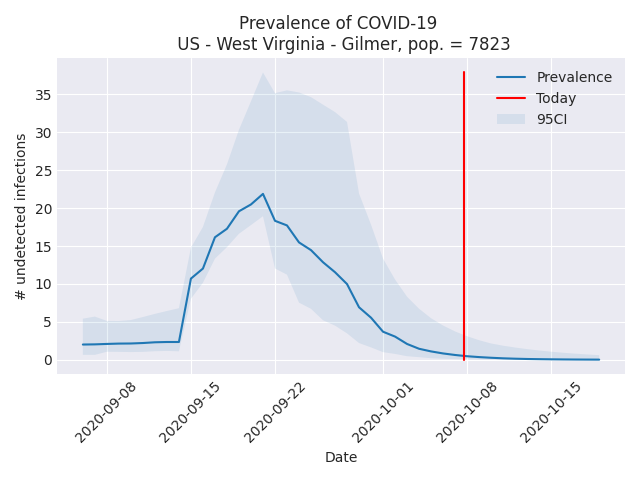 Prevalence of COVID-19
US - West Virginia - Gilmer, pop. = 7823
Prevalence
Today
95CI
# undetected infections
35
30
25
20
15
10
5
0
2020-09-08
2020-09-15
2020-09-22
2020-10-01
2020-10-08
2020-10-15
Date